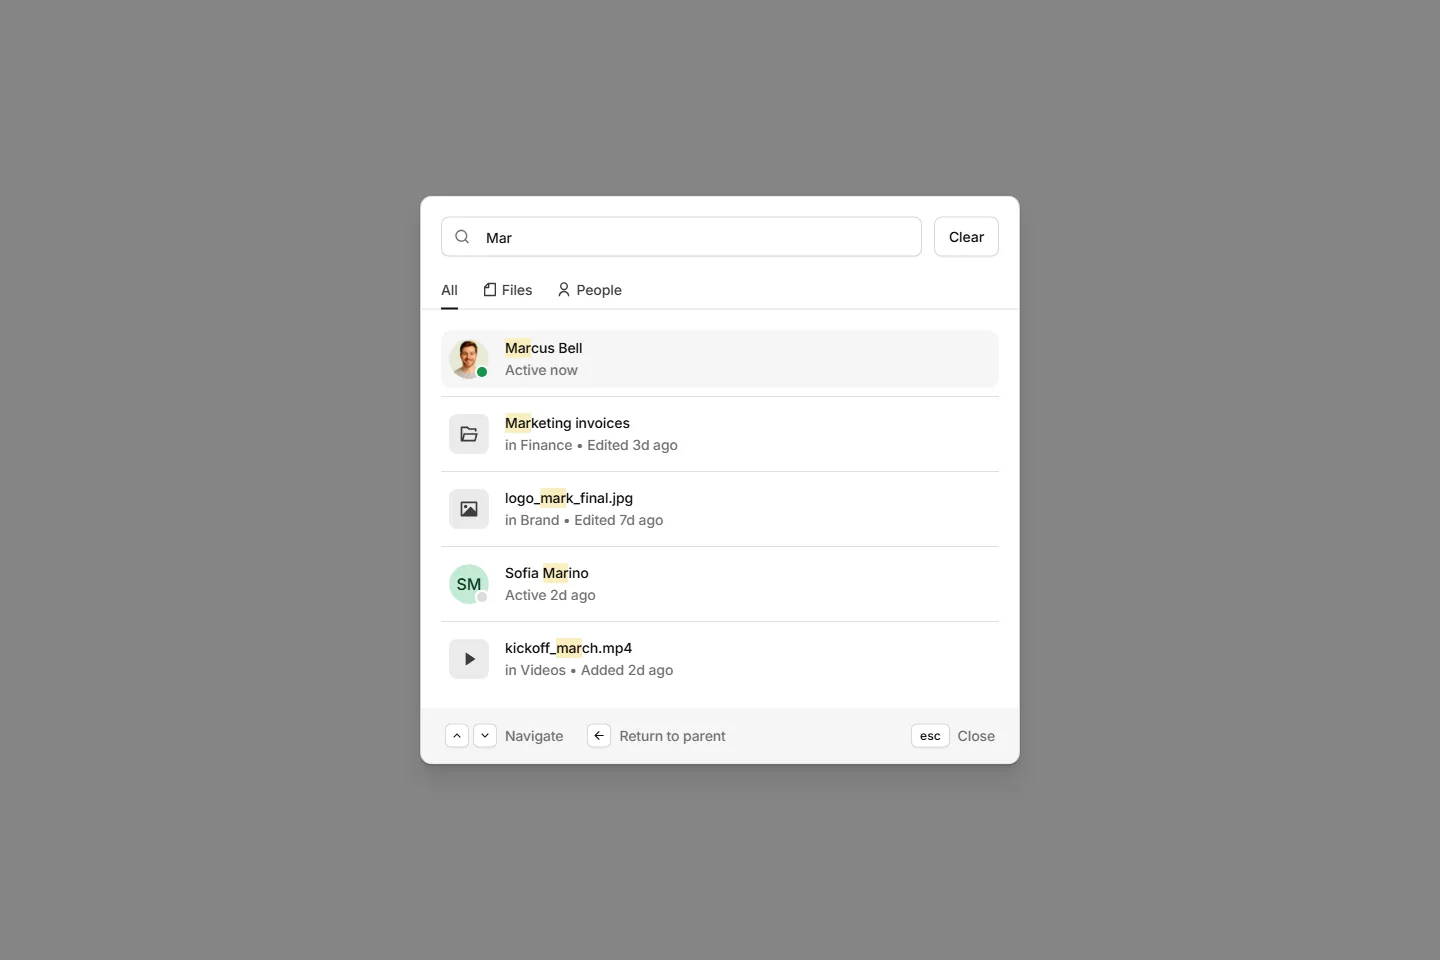 Mar
Clear
All
Files
People
Marcus Bell
Active now
Marketing invoices
in Finance • Edited 3d ago
logo_mark_final.jpg
in Brand • Edited 7d ago
SM
Sofia Marino
Active 2d ago
kickoff_march.mp4
in Videos • Added 2d ago
Navigate
Return to parent
esc
Close